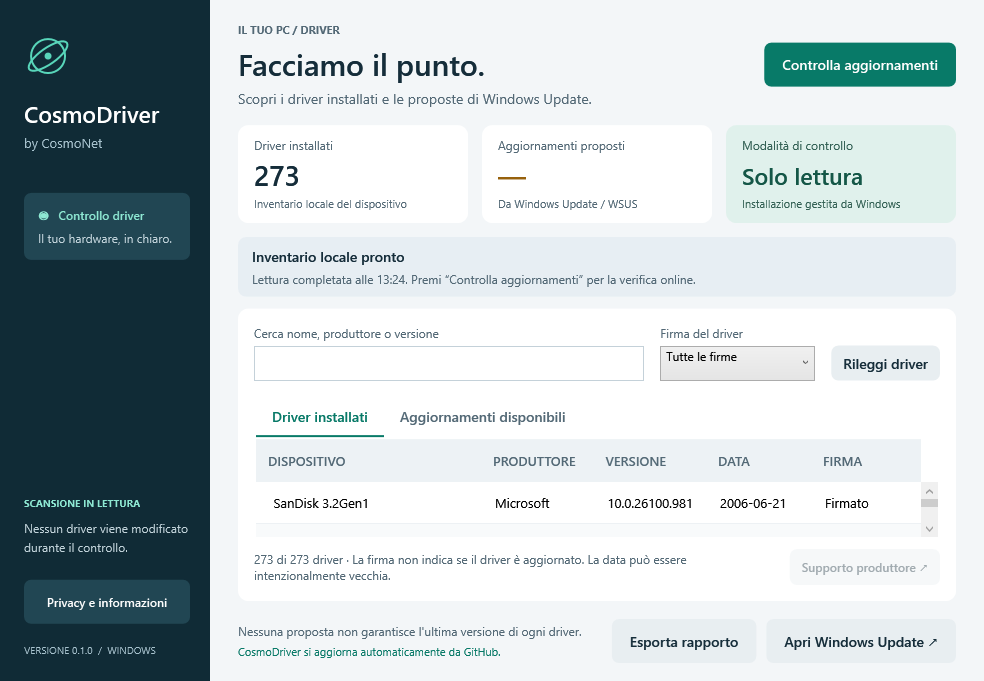 CosmoDriver
by CosmoNet
Controllo driver
Il tuo hardware, in chiaro.
SCANSIONE IN LETTURA
Nessun driver viene modificato
durante il controllo.
Privacy e informazioni
VERSIONE 0.1.0 / WINDOWS
IL TUO PC / DRIVER
Facciamo il punto.
Scopri i driver installati e le proposte di Windows Update.
Controlla aggiornamenti
Driver installati
273
Inventario locale del dispositivo
Aggiornamenti proposti
—
Da Windows Update / WSUS
Modalità di controllo
Solo lettura
Installazione gestita da Windows
Inventario locale pronto
Lettura completata alle 13:24. Premi “Controlla aggiornamenti” per la verifica online.
Cerca nome, produttore o versione
Firma del driver
Tutte le firme
Rileggi driver
Driver installati Aggiornamenti disponibili
DISPOSITIVO PRODUTTORE VERSIONE DATA FIRMA
SanDisk 3.2Gen1 Microsoft 10.0.26100.981 2006-06-21 Firmato
273 di 273 driver · La firma non indica se il driver è aggiornato. La data può essere
intenzionalmente vecchia.
Supporto produttore ↗
Nessuna proposta non garantisce l'ultima versione di ogni driver.
CosmoDriver si aggiorna automaticamente da GitHub.
Esporta rapporto
Apri Windows Update ↗